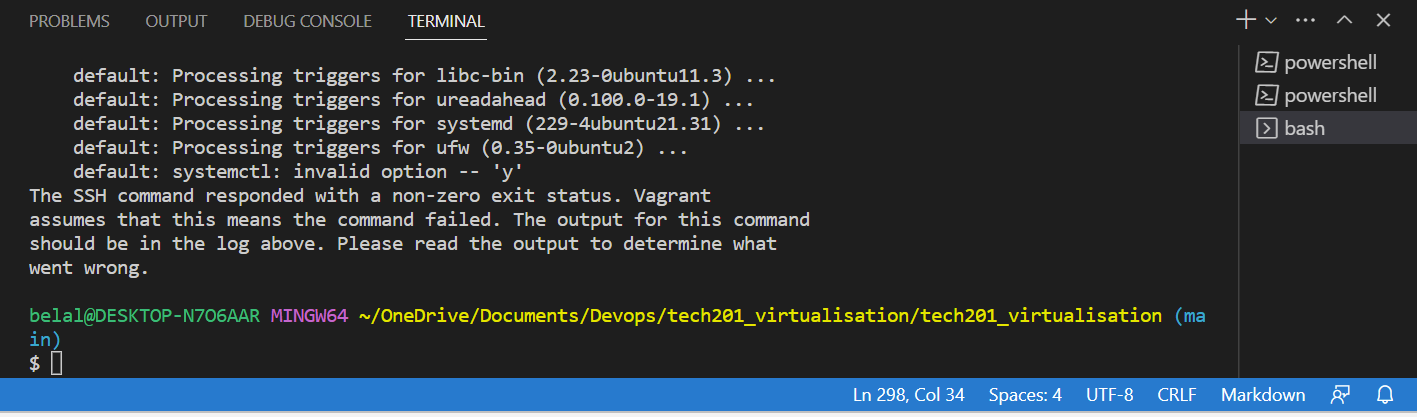 PROBLEMS OUTPUT DEBUG CONSOLE TERMINAL
default: Processing triggers for libc-bin (2.23-0ubuntu11.3) ...
default: Processing triggers for ureadahead (0.100.0-19.1) ...
default: Processing triggers for systemd (229-4ubuntu21.31) ...
default: Processing triggers for ufw (0.35-0ubuntu2) ...
default: systemctl: invalid option -- 'y'
The SSH command responded with a non-zero exit status. Vagrant
assumes that this means the command failed. The output for this command
should be in the log above. Please read the output to determine what
went wrong.
belal@DESKTOP-N7O6AAR MINGW64 ~/OneDrive/Documents/Devops/tech201_virtualisation/tech201_virtualisation (ma
in)
$
powershell
powershell
bash
Ln 298, Col 34 Spaces: 4 UTF-8 CRLF Markdown